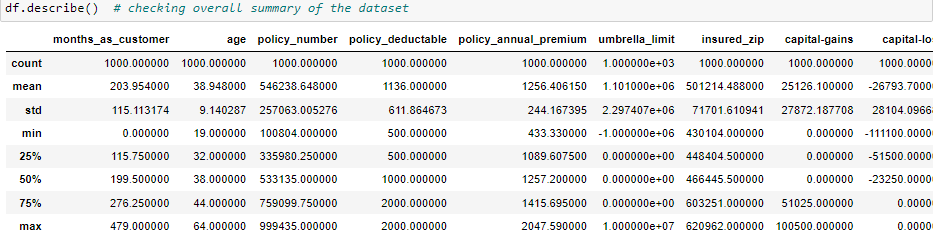 df.describe()  # checking overall summary of the dataset
months_as_customer age policy_number policy_deductable policy_annual_premium umbrella_limit insured_zip capital-gains capital-lo
count 1000.000000 1000.000000 1000.000000 1000.000000 1000.000000 1.000000e+03 1000.000000 1000.000000 1000.0000
mean 203.954000 38.948000 546238.648000 1136.000000 1256.406150 1.101000e+06 501214.488000 25126.100000 -26793.7000
std 115.113174 9.140287 257063.005276 611.864673 244.167395 2.297407e+06 71701.610941 27872.187708 28104.0966
min 0.000000 19.000000 100804.000000 500.000000 433.330000 -1.000000e+06 430104.000000 0.000000 -111100.0000
25% 115.750000 32.000000 335980.250000 500.000000 1089.607500 0.000000e+00 448404.500000 0.000000 -51500.0000
50% 199.500000 38.000000 533135.000000 1000.000000 1257.200000 0.000000e+00 466445.500000 0.000000 -23250.0000
75% 276.250000 44.000000 759099.750000 2000.000000 1415.695000 0.000000e+00 603251.000000 51025.000000 0.0000
max 479.000000 64.000000 999435.000000 2000.000000 2047.590000 1.000000e+07 620962.000000 100500.000000 0.0000